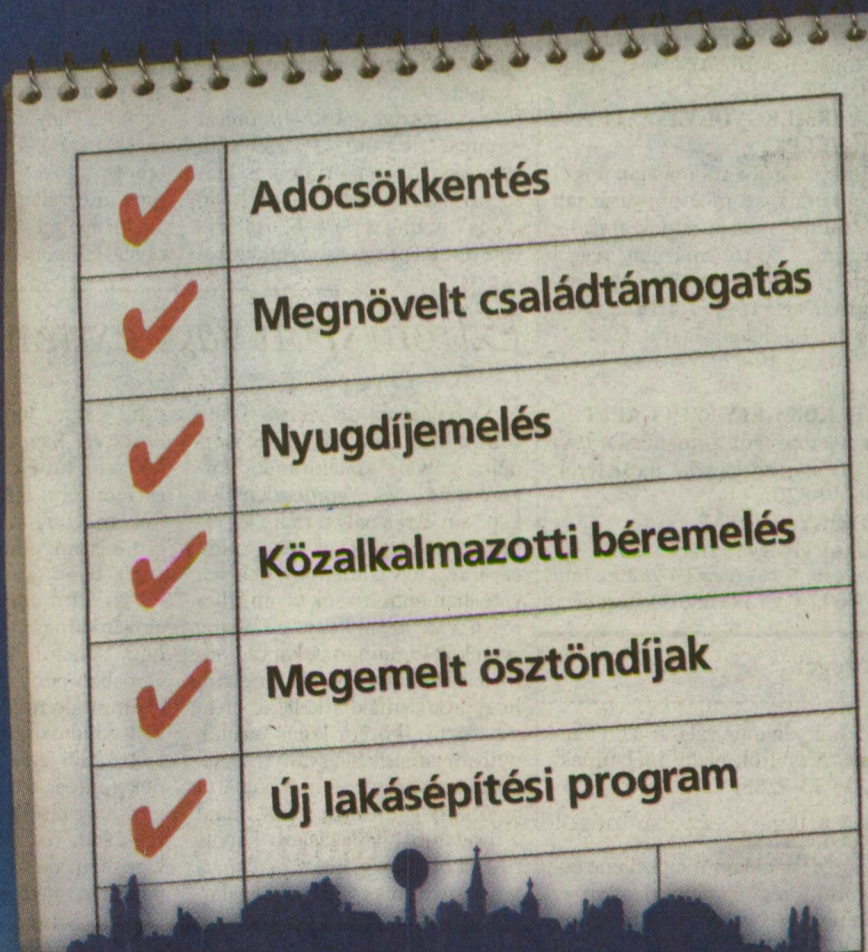 Adócsökkentés
Megnövelt családtámogatás
Nyugdíjemelés
Közalkalmazotti béremelés
Megemelt ösztöndíjak
Új lakásépítési program